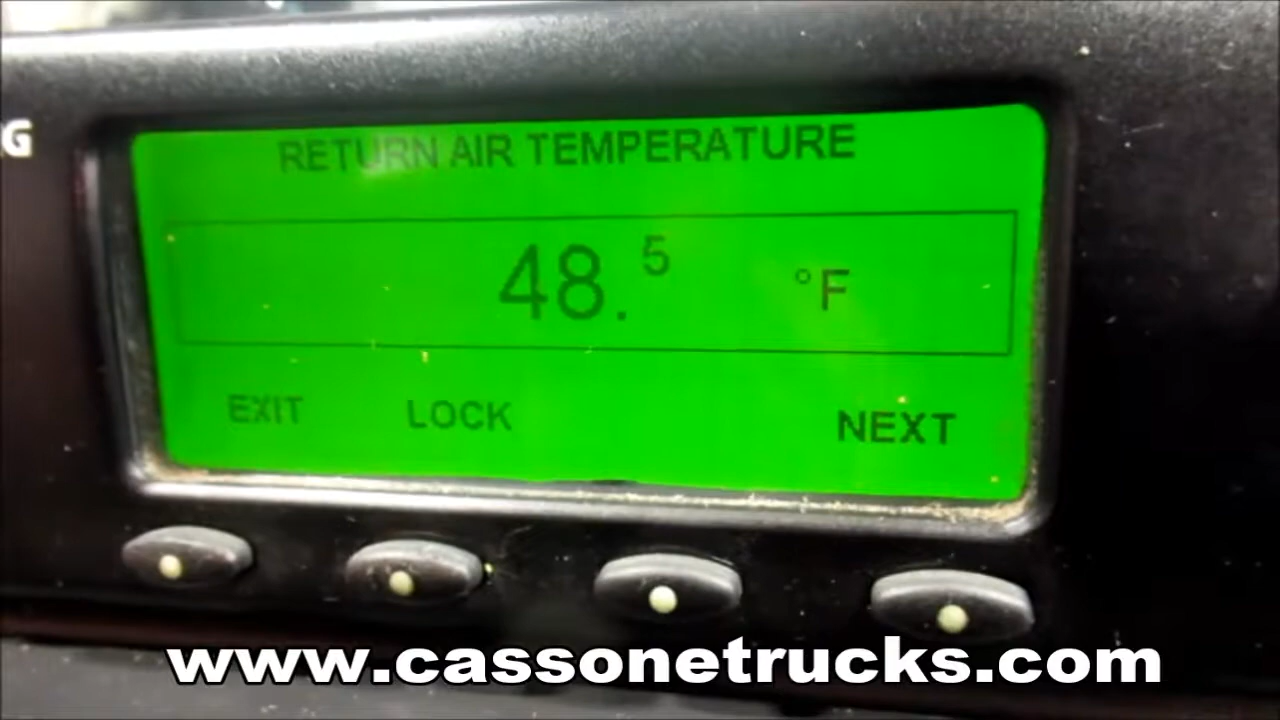 G
RETURN AIR TEMPERATURE
48.5 °F
EXIT LOCK NEXT
www.cassonetrucks.com